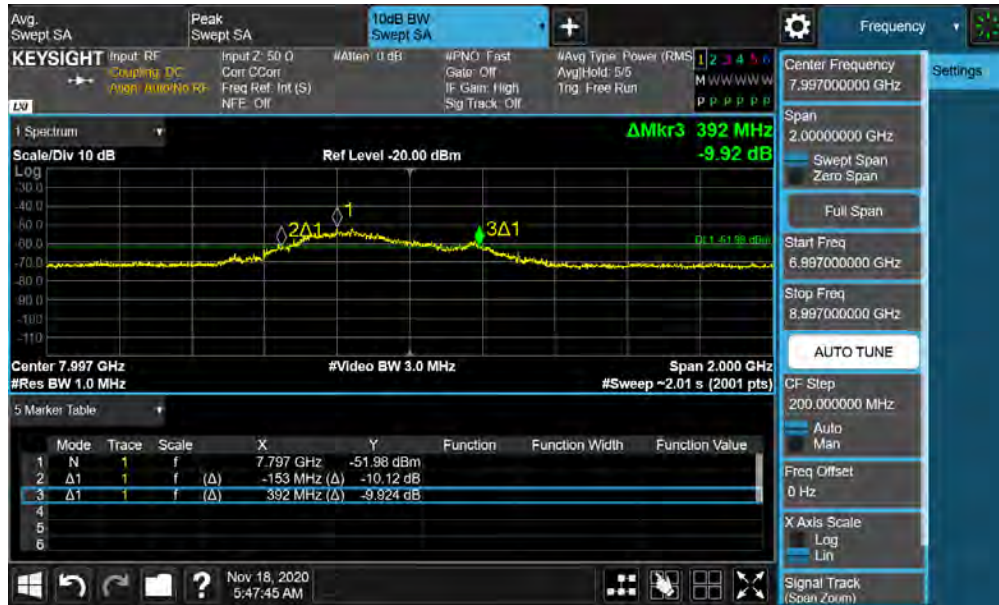 Avg.
Swept SA
Peak
Swept SA
10dB BW
Swept SA
+
Frequency
KEYSIGHT
Input: RF
Coupling: DC
Align: Auto/No RF
Input Z: 50 Ω
Corr CCorr
Freq Ref: Int (S)
NFE: Off
#Atten: 0 dB
#PNO: Fast
Gate: Off
IF Gain: High
Sig Track: Off
#Avg Type: Power (RMS
Avg|Hold: 5/5
Trig: Free Run
1 2 3 4 5 6
M W W W W W
P P P P P P
LXI
1 Spectrum
Scale/Div 10 dB
Ref Level -20.00 dBm
ΔMkr3 392 MHz
-9.92 dB
Log
-30.0
-40.0
-50.0
-60.0
-70.0
-80.0
-90.0
-100
-110
1
2Δ1
3Δ1
DL1 -61.98 dBm
Center 7.997 GHz
#Res BW 1.0 MHz
#Video BW 3.0 MHz
Span 2.000 GHz
#Sweep ~2.01 s (2001 pts)
5 Marker Table
Mode Trace Scale X Y Function Function Width Function Value
1 N 1 f 7.797 GHz -51.98 dBm
2 Δ1 1 f (Δ) -153 MHz (Δ) -10.12 dB
3 Δ1 1 f (Δ) 392 MHz (Δ) -9.924 dB
4
5
6
?
Nov 18, 2020
5:47:45 AM
Center Frequency
7.997000000 GHz
Settings
Span
2.00000000 GHz
Swept Span
Zero Span
Full Span
Start Freq
6.997000000 GHz
Stop Freq
8.997000000 GHz
AUTO TUNE
CF Step
200.000000 MHz
Auto
Man
Freq Offset
0 Hz
X Axis Scale
Log
Lin
Signal Track
(Span Zoom)